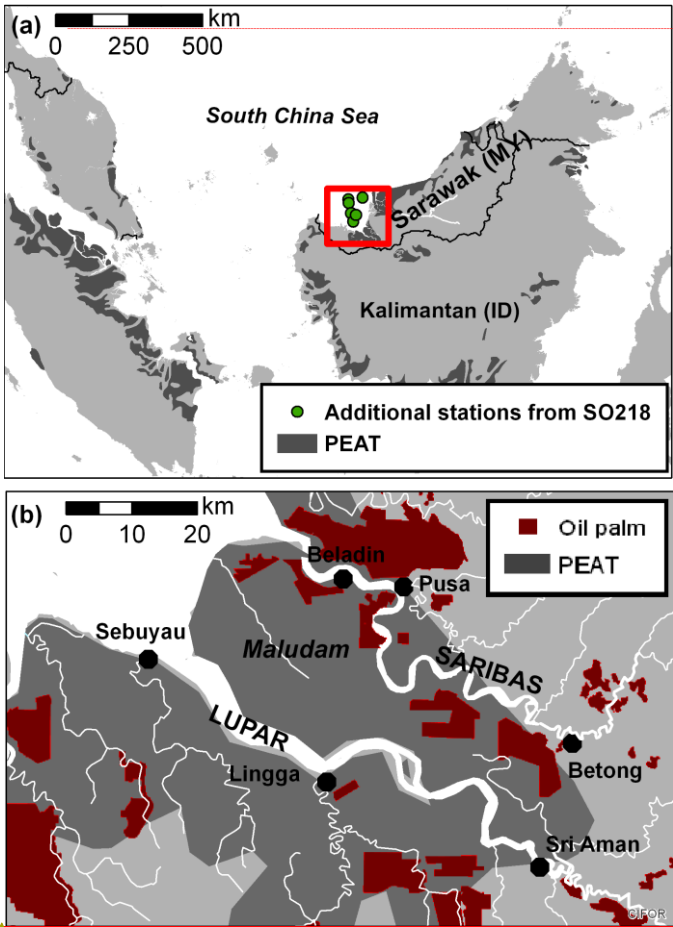 (a)
km
0 250 500
South China Sea
Sarawak (MY)
Kalimantan (ID)
Additional stations from SO218
PEAT
(b)
km
0 10 20
Oil palm
PEAT
Beladin
Pusa
Sebuyau
Maludam
SARIBAS
LUPAR
Lingga
Betong
Sri Aman
CIFOR